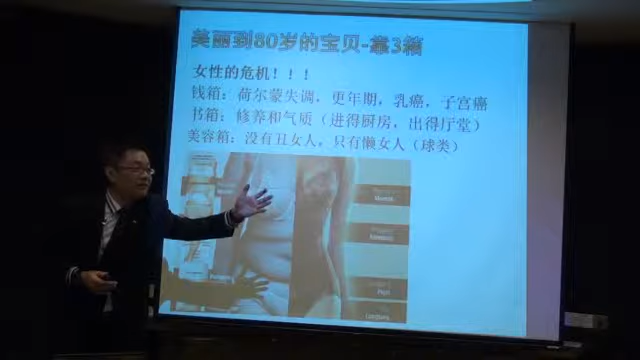 美丽到80岁的宝贝-靠3箱
女性的危机！！！
钱箱：荷尔蒙失调，更年期，乳癌，子宫癌
书箱：修养和气质（进得厨房，出得厅堂）
美容箱：没有丑女人，只有懒女人（球类）